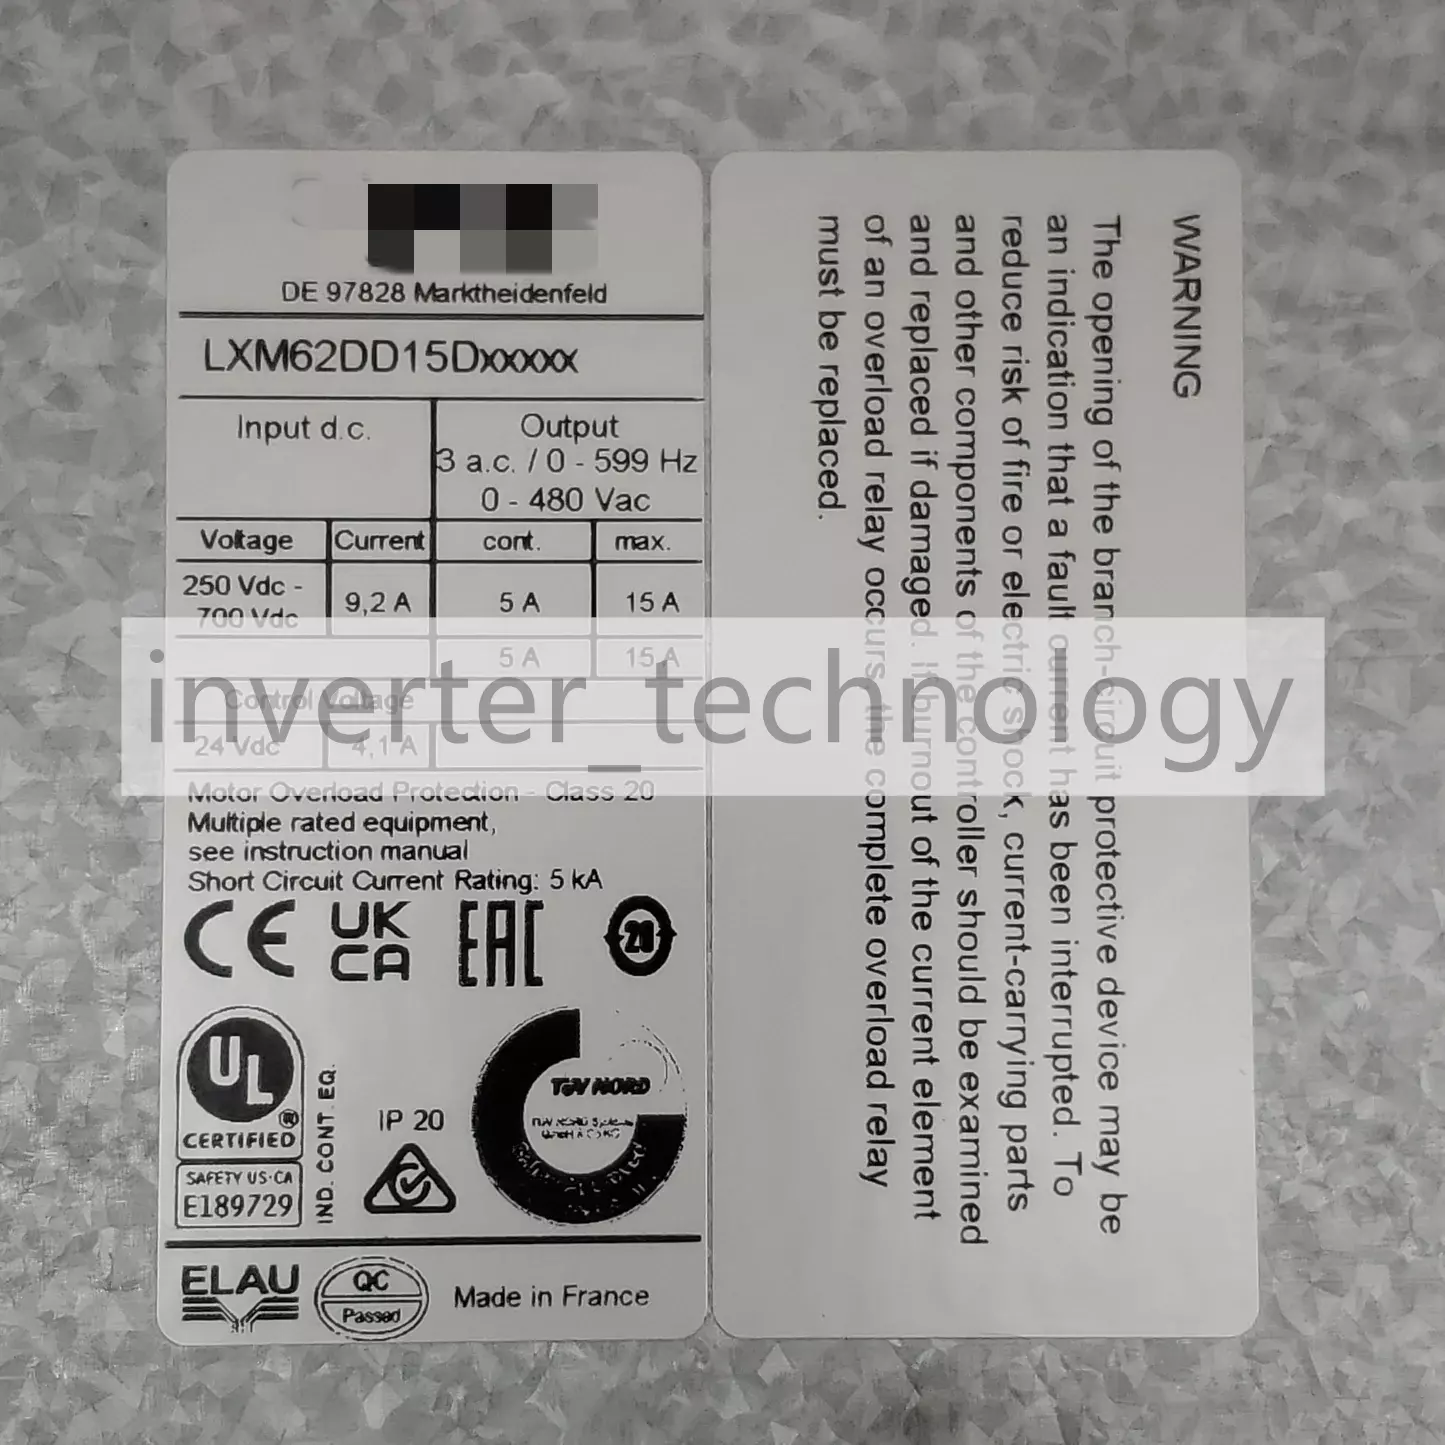 DE 97828 Marktheidenfeld
LXM62DD15Dxxxxx
Input d.c.
Output
3 a.c. / 0 - 599 Hz
0 - 480 Vac
Voltage Current cont. max.
250 Vdc -
700 Vdc
9,2 A 5 A 15 A
5 A 15 A
Control Voltage
24 Vdc 4,1 A
Motor Overload Protection - Class 20
Multiple rated equipment,
see instruction manual
Short Circuit Current Rating: 5 kA
CE
UK
CA
EAC
20
UL
®
CERTIFIED
SAFETY US·CA
E189729
IND. CONT. EQ.
IP 20
TÜV NORD
ELAU
QC
Passed
Made in France
WARNING
The opening of the branch-circuit protective device may be
an indication that a fault current has been interrupted. To
reduce risk of fire or electric shock, current-carrying parts
and other components of the controller should be examined
and replaced if damaged. If burnout of the current element
of an overload relay occurs, the complete overload relay
must be replaced.
inverter_technology